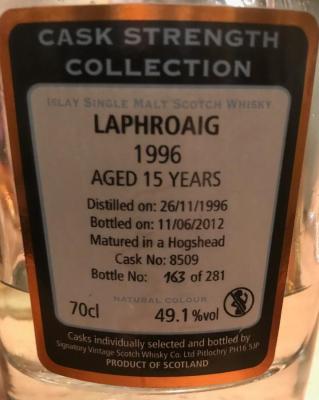 CASK STRENGTH
COLLECTION
ISLAY SINGLE MALT SCOTCH WHISKY
LAPHROAIG
1996
AGED 15 YEARS
Distilled on: 26/11/1996
Bottled on: 11/06/2012
Matured in a Hogshead
Cask No: 8509
Bottle No: 163 of 281
NATURAL COLOUR
70cl 49.1%vol
Casks individually selected and bottled by
Signatory Vintage Scotch Whisky Co. Ltd Pitlochry PH16 5JP
PRODUCT OF SCOTLAND